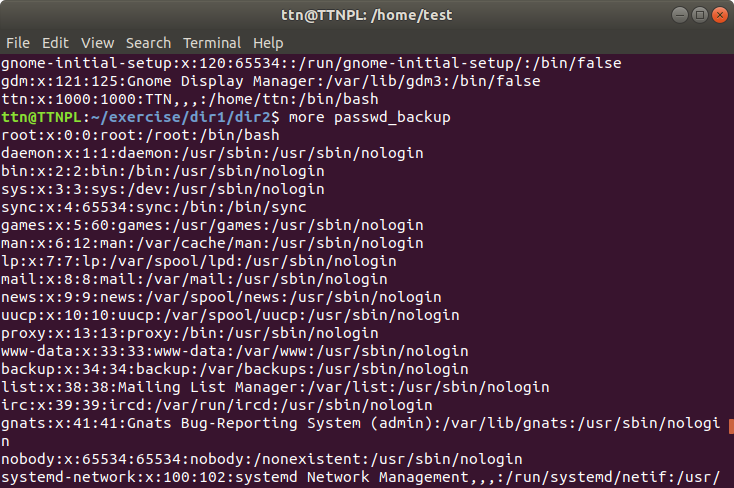 ttn@TTNPL: /home/test
File Edit View Search Terminal Help
gnome-initial-setup:x:120:65534::/run/gnome-initial-setup/:/bin/false
gdm:x:121:125:Gnome Display Manager:/var/lib/gdm3:/bin/false
ttn:x:1000:1000:TTN,,,:/home/ttn:/bin/bash
ttn@TTNPL:~/exercise/dir1/dir2$ more passwd_backup
root:x:0:0:root:/root:/bin/bash
daemon:x:1:1:daemon:/usr/sbin:/usr/sbin/nologin
bin:x:2:2:bin:/bin:/usr/sbin/nologin
sys:x:3:3:sys:/dev:/usr/sbin/nologin
sync:x:4:65534:sync:/bin:/bin/sync
games:x:5:60:games:/usr/games:/usr/sbin/nologin
man:x:6:12:man:/var/cache/man:/usr/sbin/nologin
lp:x:7:7:lp:/var/spool/lpd:/usr/sbin/nologin
mail:x:8:8:mail:/var/mail:/usr/sbin/nologin
news:x:9:9:news:/var/spool/news:/usr/sbin/nologin
uucp:x:10:10:uucp:/var/spool/uucp:/usr/sbin/nologin
proxy:x:13:13:proxy:/bin:/usr/sbin/nologin
www-data:x:33:33:www-data:/var/www:/usr/sbin/nologin
backup:x:34:34:backup:/var/backups:/usr/sbin/nologin
list:x:38:38:Mailing List Manager:/var/list:/usr/sbin/nologin
irc:x:39:39:ircd:/var/run/ircd:/usr/sbin/nologin
gnats:x:41:41:Gnats Bug-Reporting System (admin):/var/lib/gnats:/usr/sbin/nologi
n
nobody:x:65534:65534:nobody:/nonexistent:/usr/sbin/nologin
systemd-network:x:100:102:systemd Network Management,,,:/run/systemd/netif:/usr/